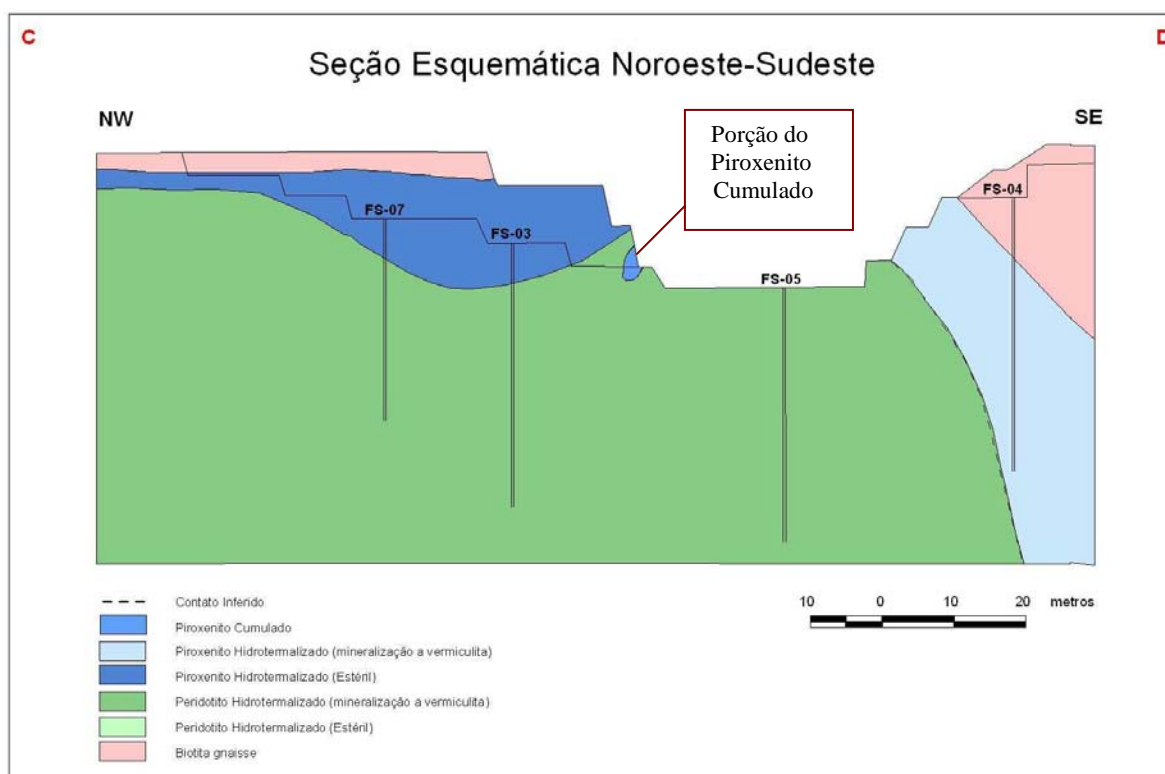 C
D
Seção Esquemática Noroeste-Sudeste
NW
SE
Porção do
Piroxenito
Cumulado
FS-07
FS-03
FS-05
FS-04
Contato Inferido
Piroxenito Cumulado
Piroxenito Hidrotermalizado (mineralização a vermiculita)
Piroxenito Hidrotermalizado (Estéril)
Peridotito Hidrotermalizado (mineralização a vermiculita)
Peridotito Hidrotermalizado (Estéril)
Biotita gnaisse
10 0 10 20 metros